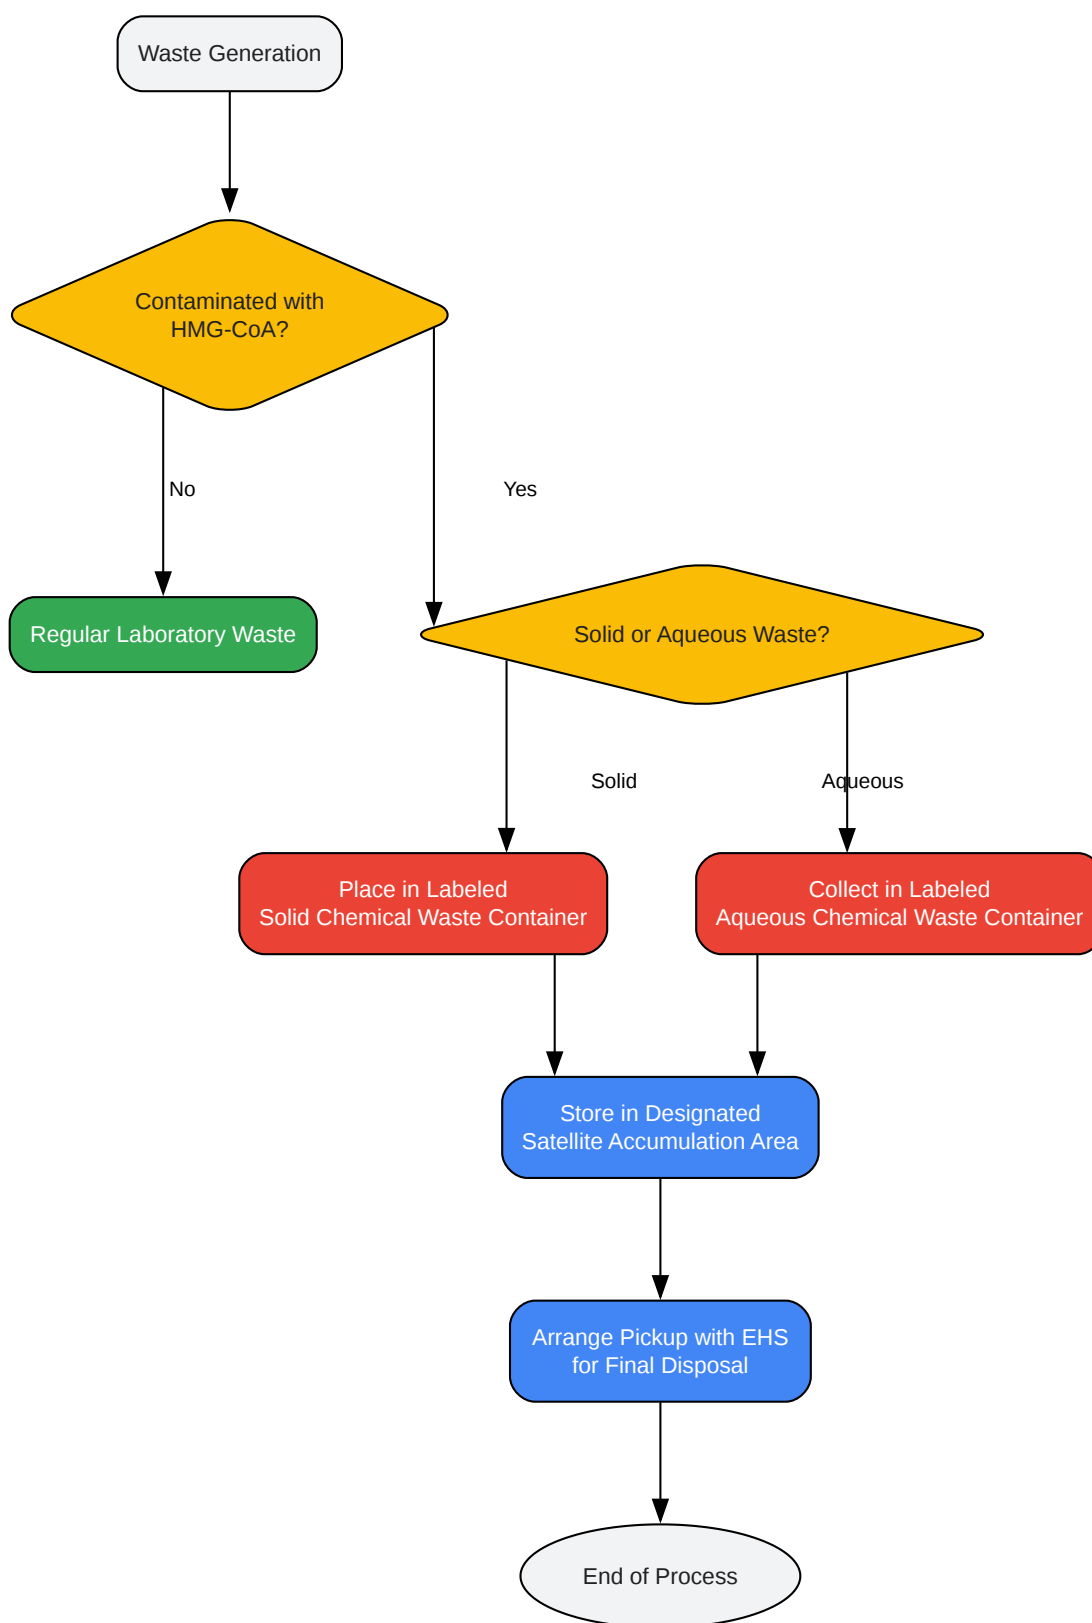 Waste Generation
Contaminated with
HMG-CoA?
No
Yes
Regular Laboratory Waste
Solid or Aqueous Waste?
Solid
Aqueous
Place in Labeled
Solid Chemical Waste Container
Collect in Labeled
Aqueous Chemical Waste Container
Store in Designated
Satellite Accumulation Area
Arrange Pickup with EHS
for Final Disposal
End of Process